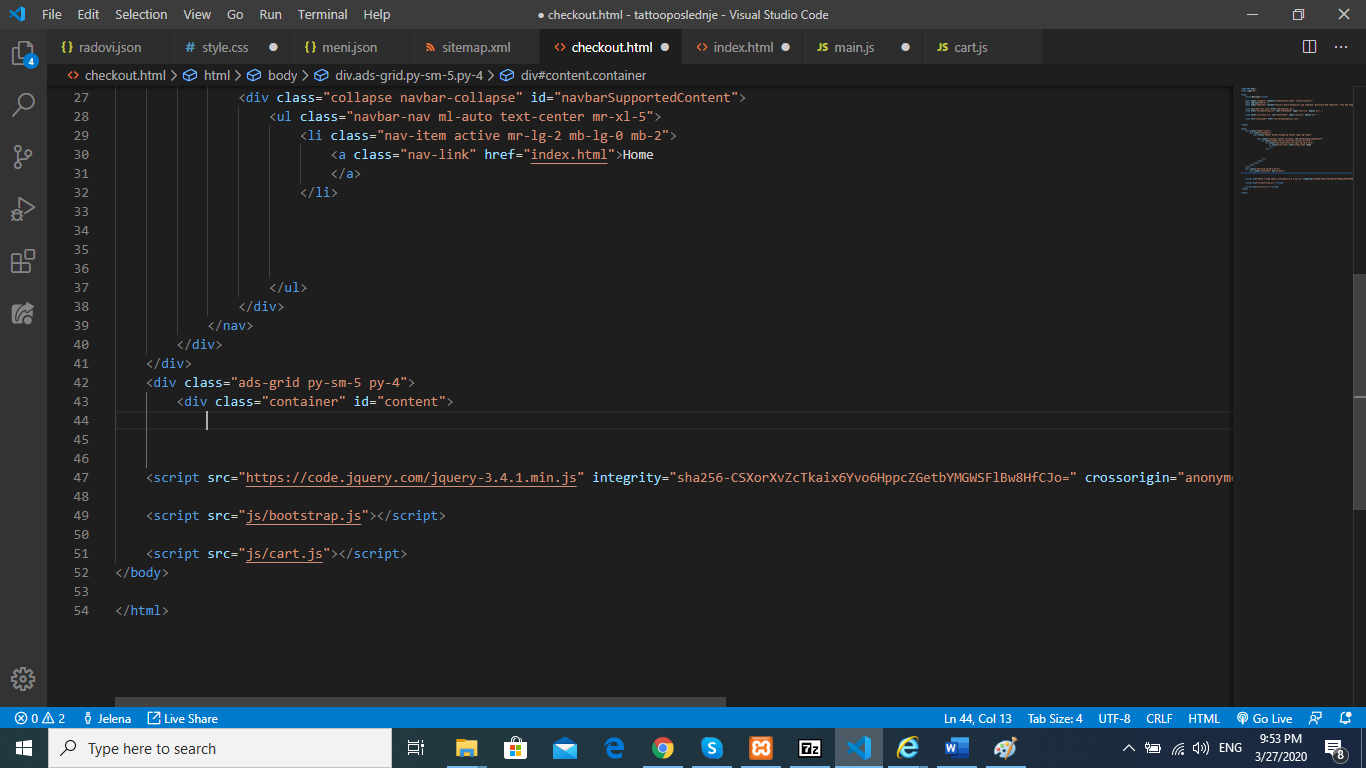 File Edit Selection View Go Run Terminal Help ● checkout.html - tattooposlednje - Visual Studio Code
{} radovi.json # style.css ● {} meni.json sitemap.xml <> checkout.html ● <> index.html ● JS main.js ● JS cart.js ...
4
<> checkout.html > html > body > div.ads-grid.py-sm-5.py-4 > div#content.container
27 <div class="collapse navbar-collapse" id="navbarSupportedContent">
28 <ul class="navbar-nav ml-auto text-center mr-xl-5">
29 <li class="nav-item active mr-lg-2 mb-lg-0 mb-2">
30 <a class="nav-link" href="index.html">Home
31 </a>
32 </li>
33
34
35
36
37 </ul>
38 </div>
39 </nav>
40 </div>
41 </div>
42 <div class="ads-grid py-sm-5 py-4">
43 <div class="container" id="content">
44
45
46
47 <script src="https://code.jquery.com/jquery-3.4.1.min.js" integrity="sha256-CSXorXvZcTkaix6Yvo6HppcZGetbYMGWSFlBw8HfCJo=" crossorigin="anonym
48
49 <script src="js/bootstrap.js"></script>
50
51 <script src="js/cart.js"></script>
52 </body>
53
54 </html>
0 2 Jelena Live Share Ln 44, Col 13 Tab Size: 4 UTF-8 CRLF HTML Go Live
Type here to search 7z ENG 9:53 PM 3/27/2020 8